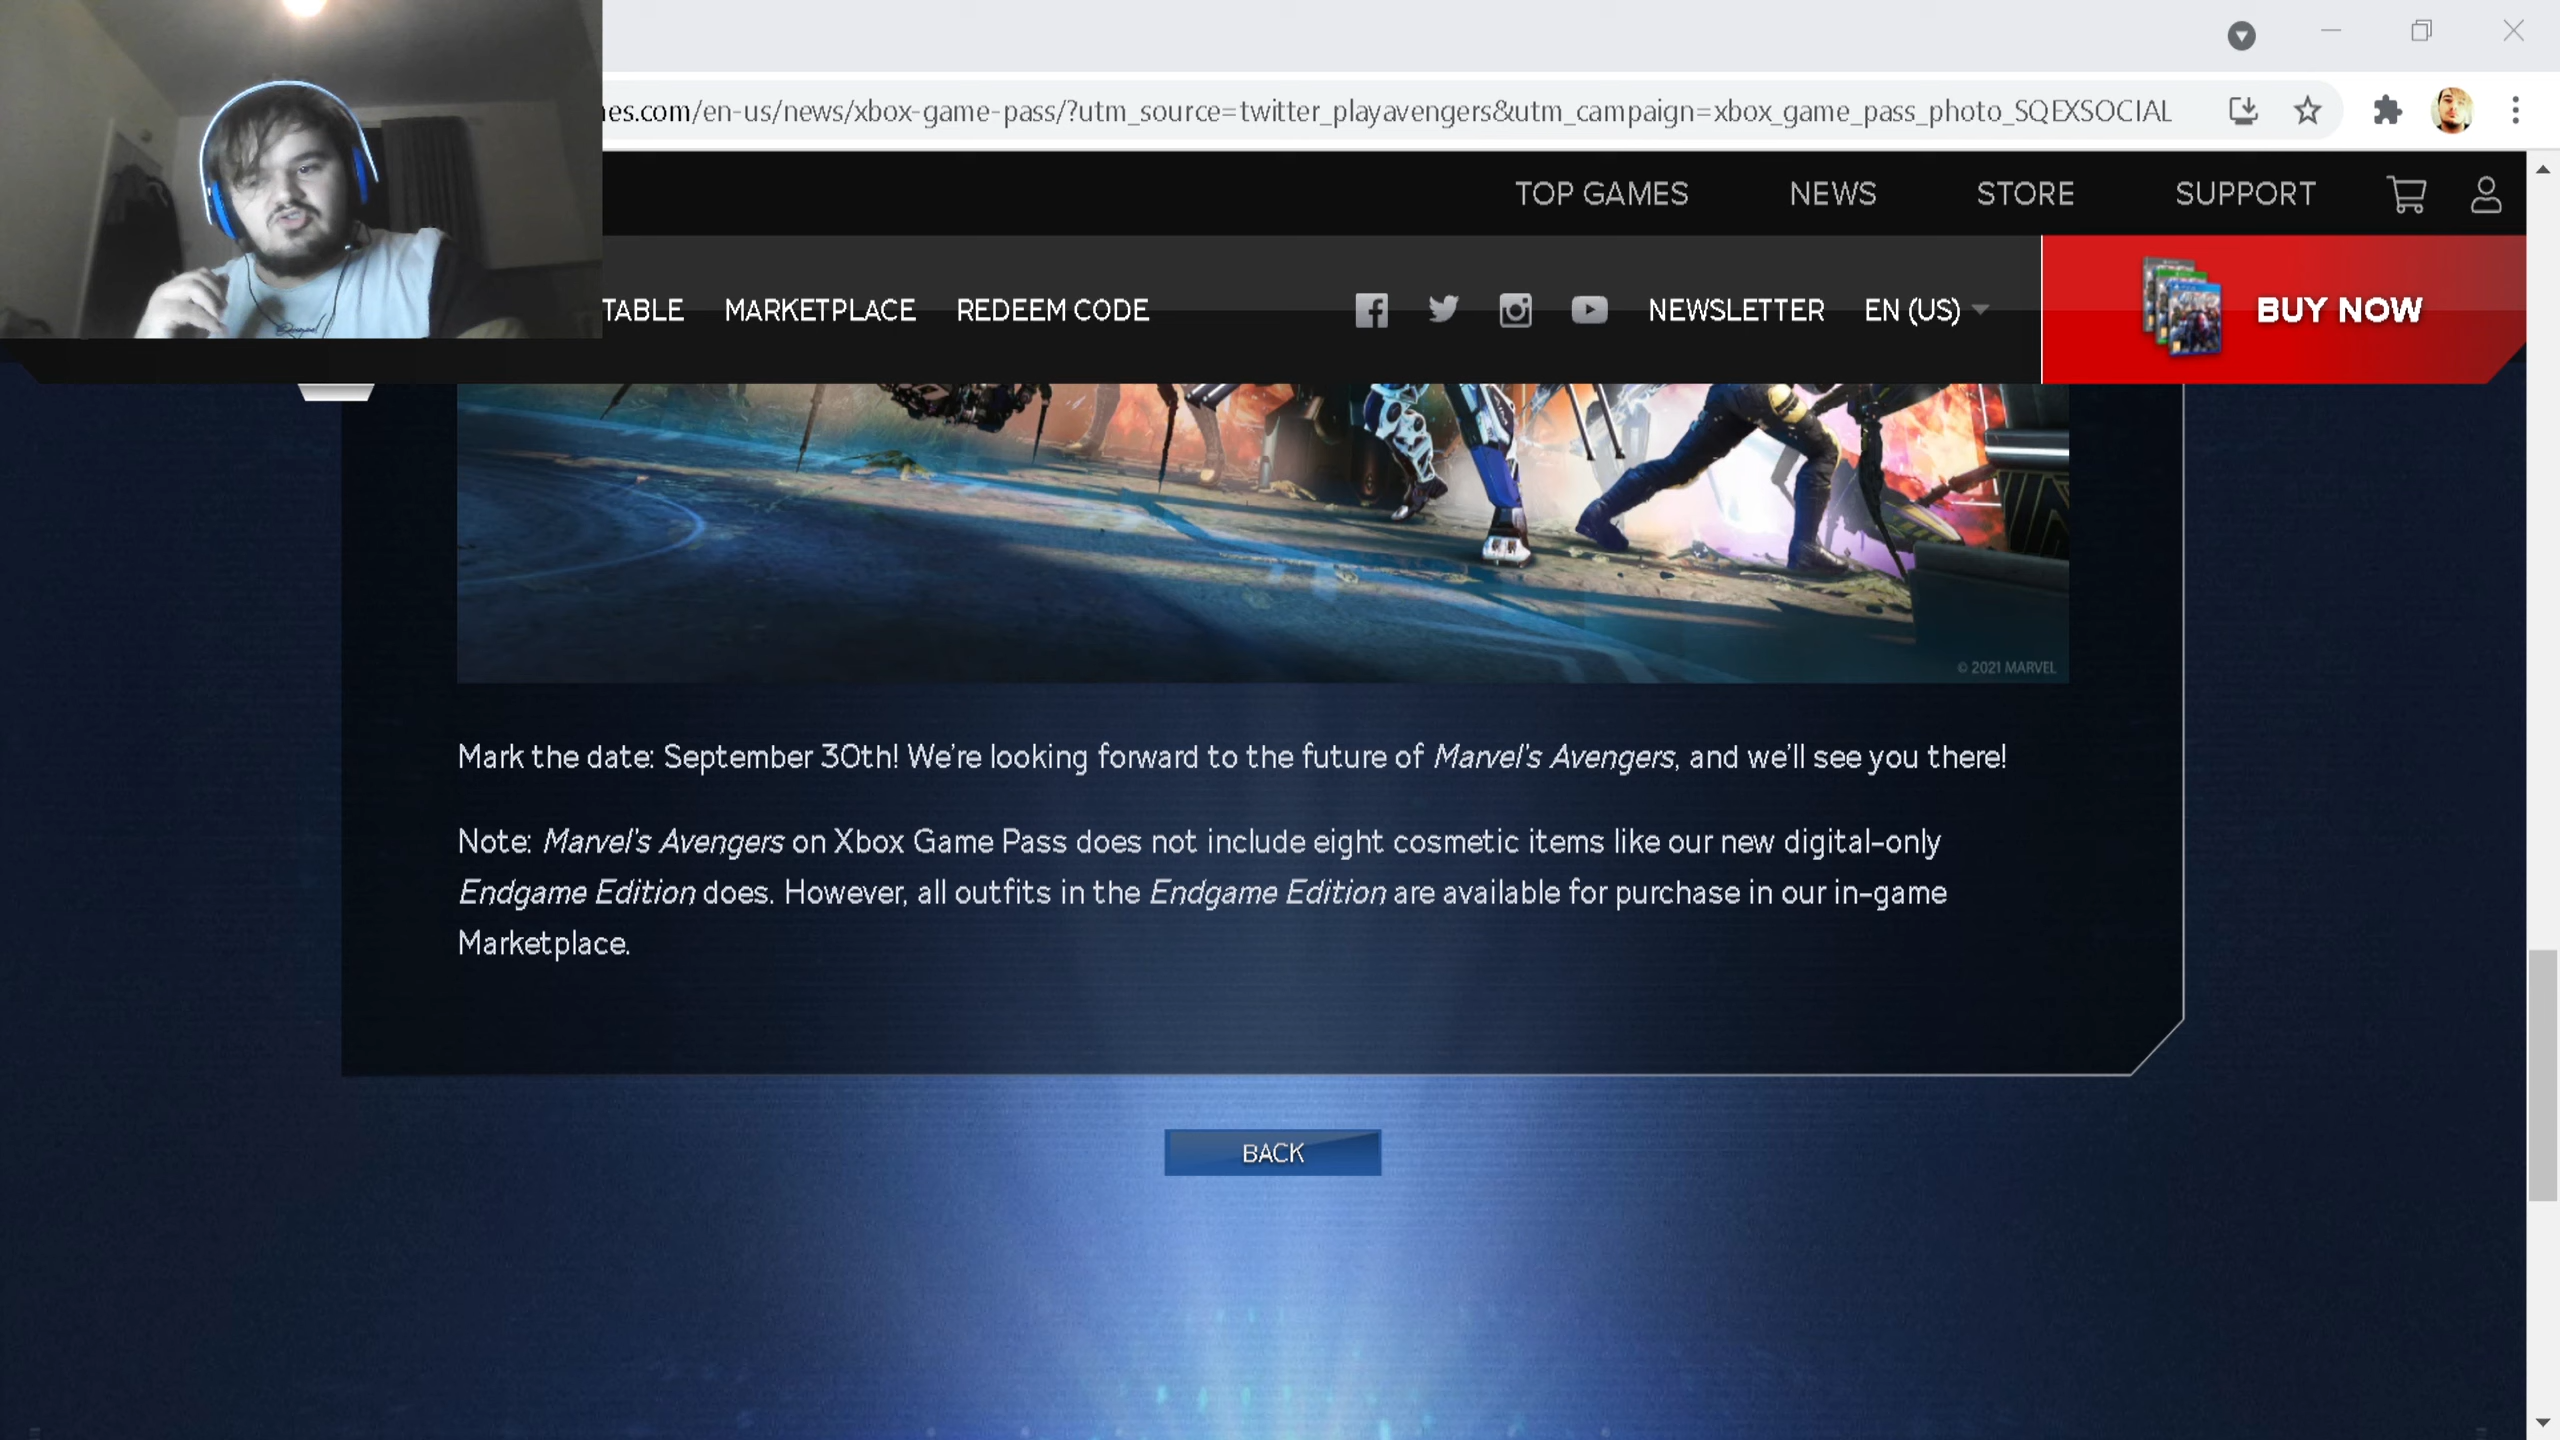 es.com/en-us/news/xbox-game-pass/?utm_source=twitter_playavengers&utm_campaign=xbox_game_pass_photo_SQEXSOCIAL
TOP GAMES NEWS STORE SUPPORT
TABLE MARKETPLACE REDEEM CODE NEWSLETTER EN (US) BUY NOW
© 2021 MARVEL
Mark the date: September 30th! We're looking forward to the future of Marvel's Avengers, and we'll see you there!
Note: Marvel's Avengers on Xbox Game Pass does not include eight cosmetic items like our new digital-only
Endgame Edition does. However, all outfits in the Endgame Edition are available for purchase in our in-game
Marketplace.
BACK